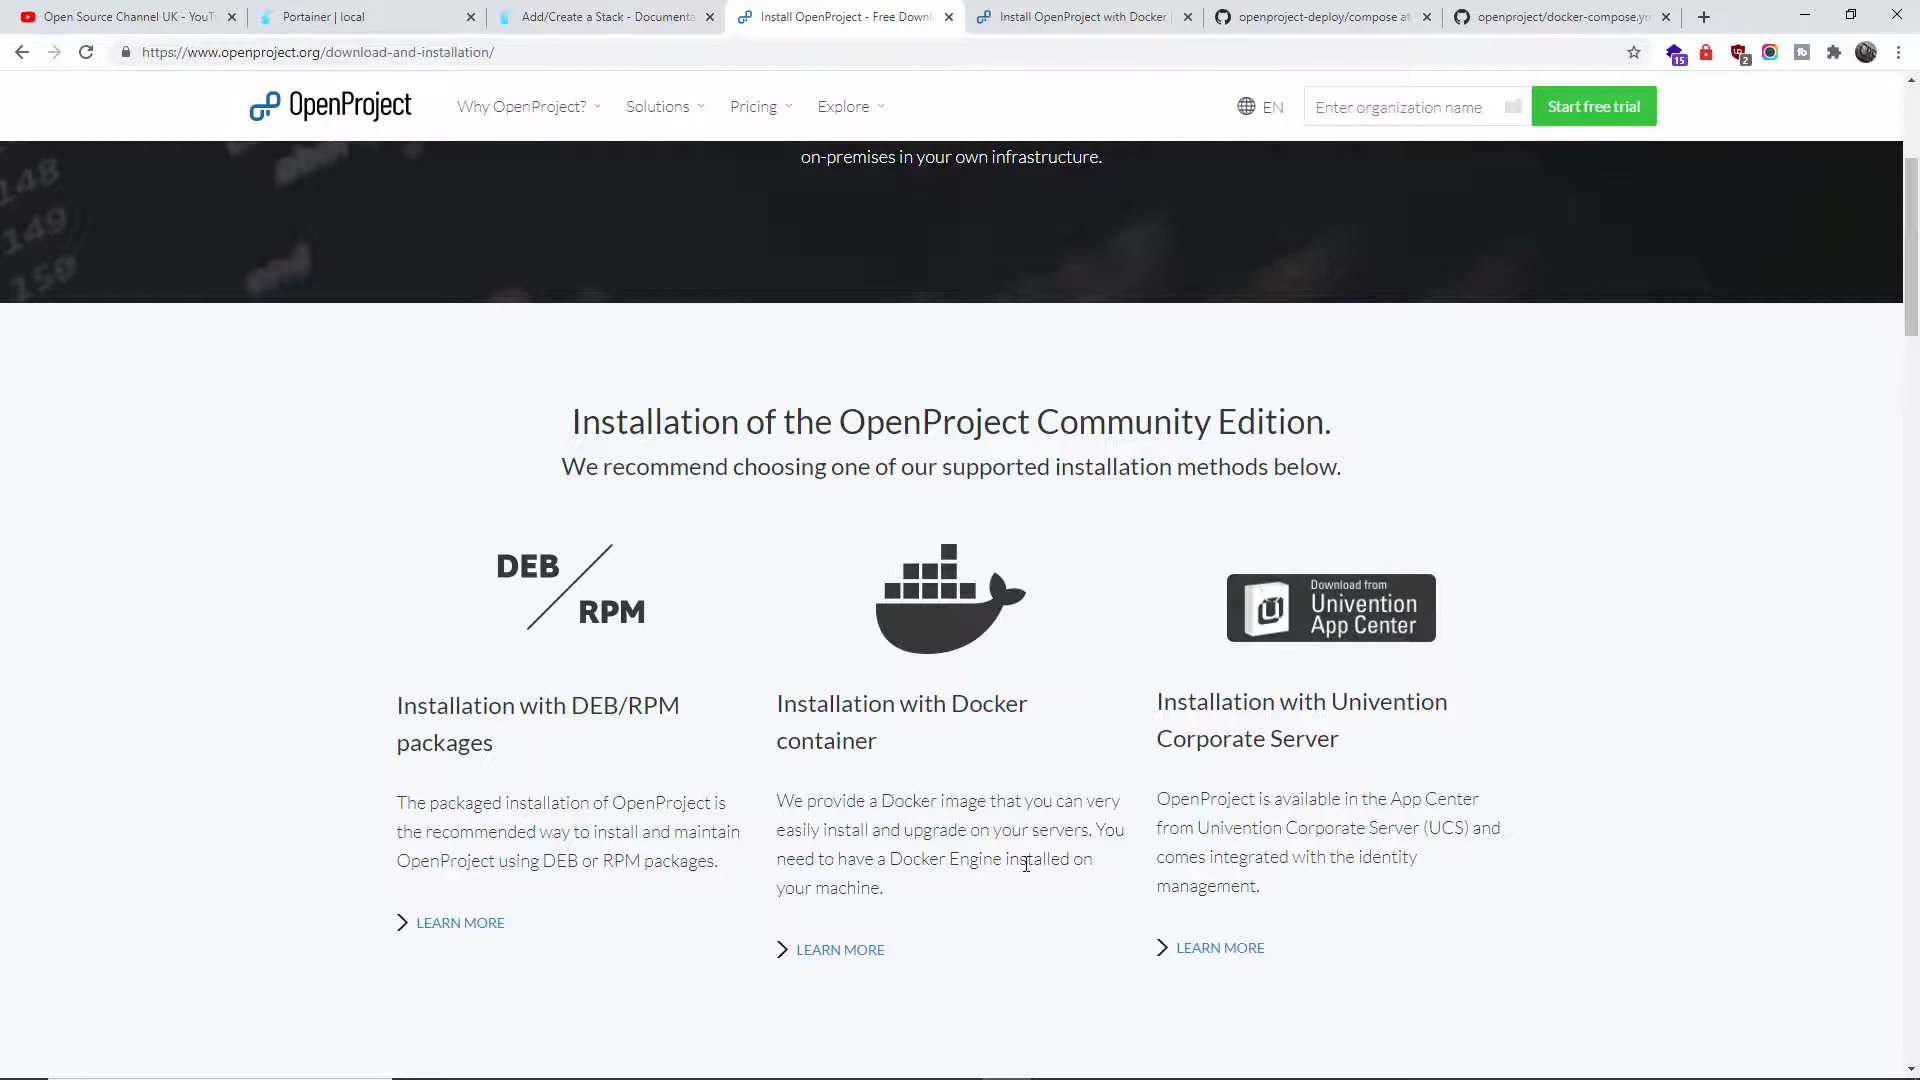 Open Source Channel UK - YouT
Portainer | local
Add/Create a Stack - Documenta
Install OpenProject - Free Downl
Install OpenProject with Docker
openproject-deploy/compose at
openproject/docker-compose.ym
https://www.openproject.org/download-and-installation/
15
2
OpenProject
Why OpenProject?
Solutions
Pricing
Explore
EN
Enter organization name
Start free trial
148
149
150
end
on-premises in your own infrastructure.
Installation of the OpenProject Community Edition.
We recommend choosing one of our supported installation methods below.
DEB
RPM
Download from
Univention
App Center
Installation with DEB/RPM
packages
The packaged installation of OpenProject is
the recommended way to install and maintain
OpenProject using DEB or RPM packages.
LEARN MORE
Installation with Docker
container
We provide a Docker image that you can very
easily install and upgrade on your servers. You
need to have a Docker Engine installed on
your machine.
LEARN MORE
Installation with Univention
Corporate Server
OpenProject is available in the App Center
from Univention Corporate Server (UCS) and
comes integrated with the identity
management.
LEARN MORE